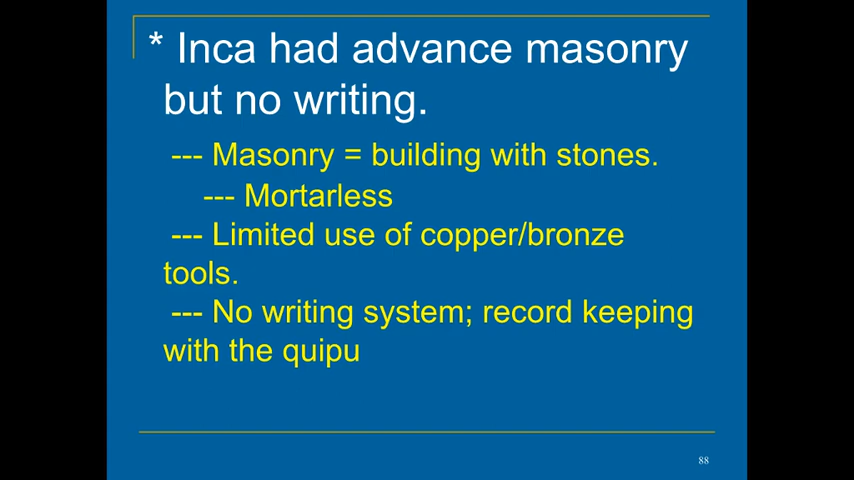 * Inca had advance masonry
but no writing.
--- Masonry = building with stones.
--- Mortarless
--- Limited use of copper/bronze
tools.
--- No writing system; record keeping
with the quipu
88